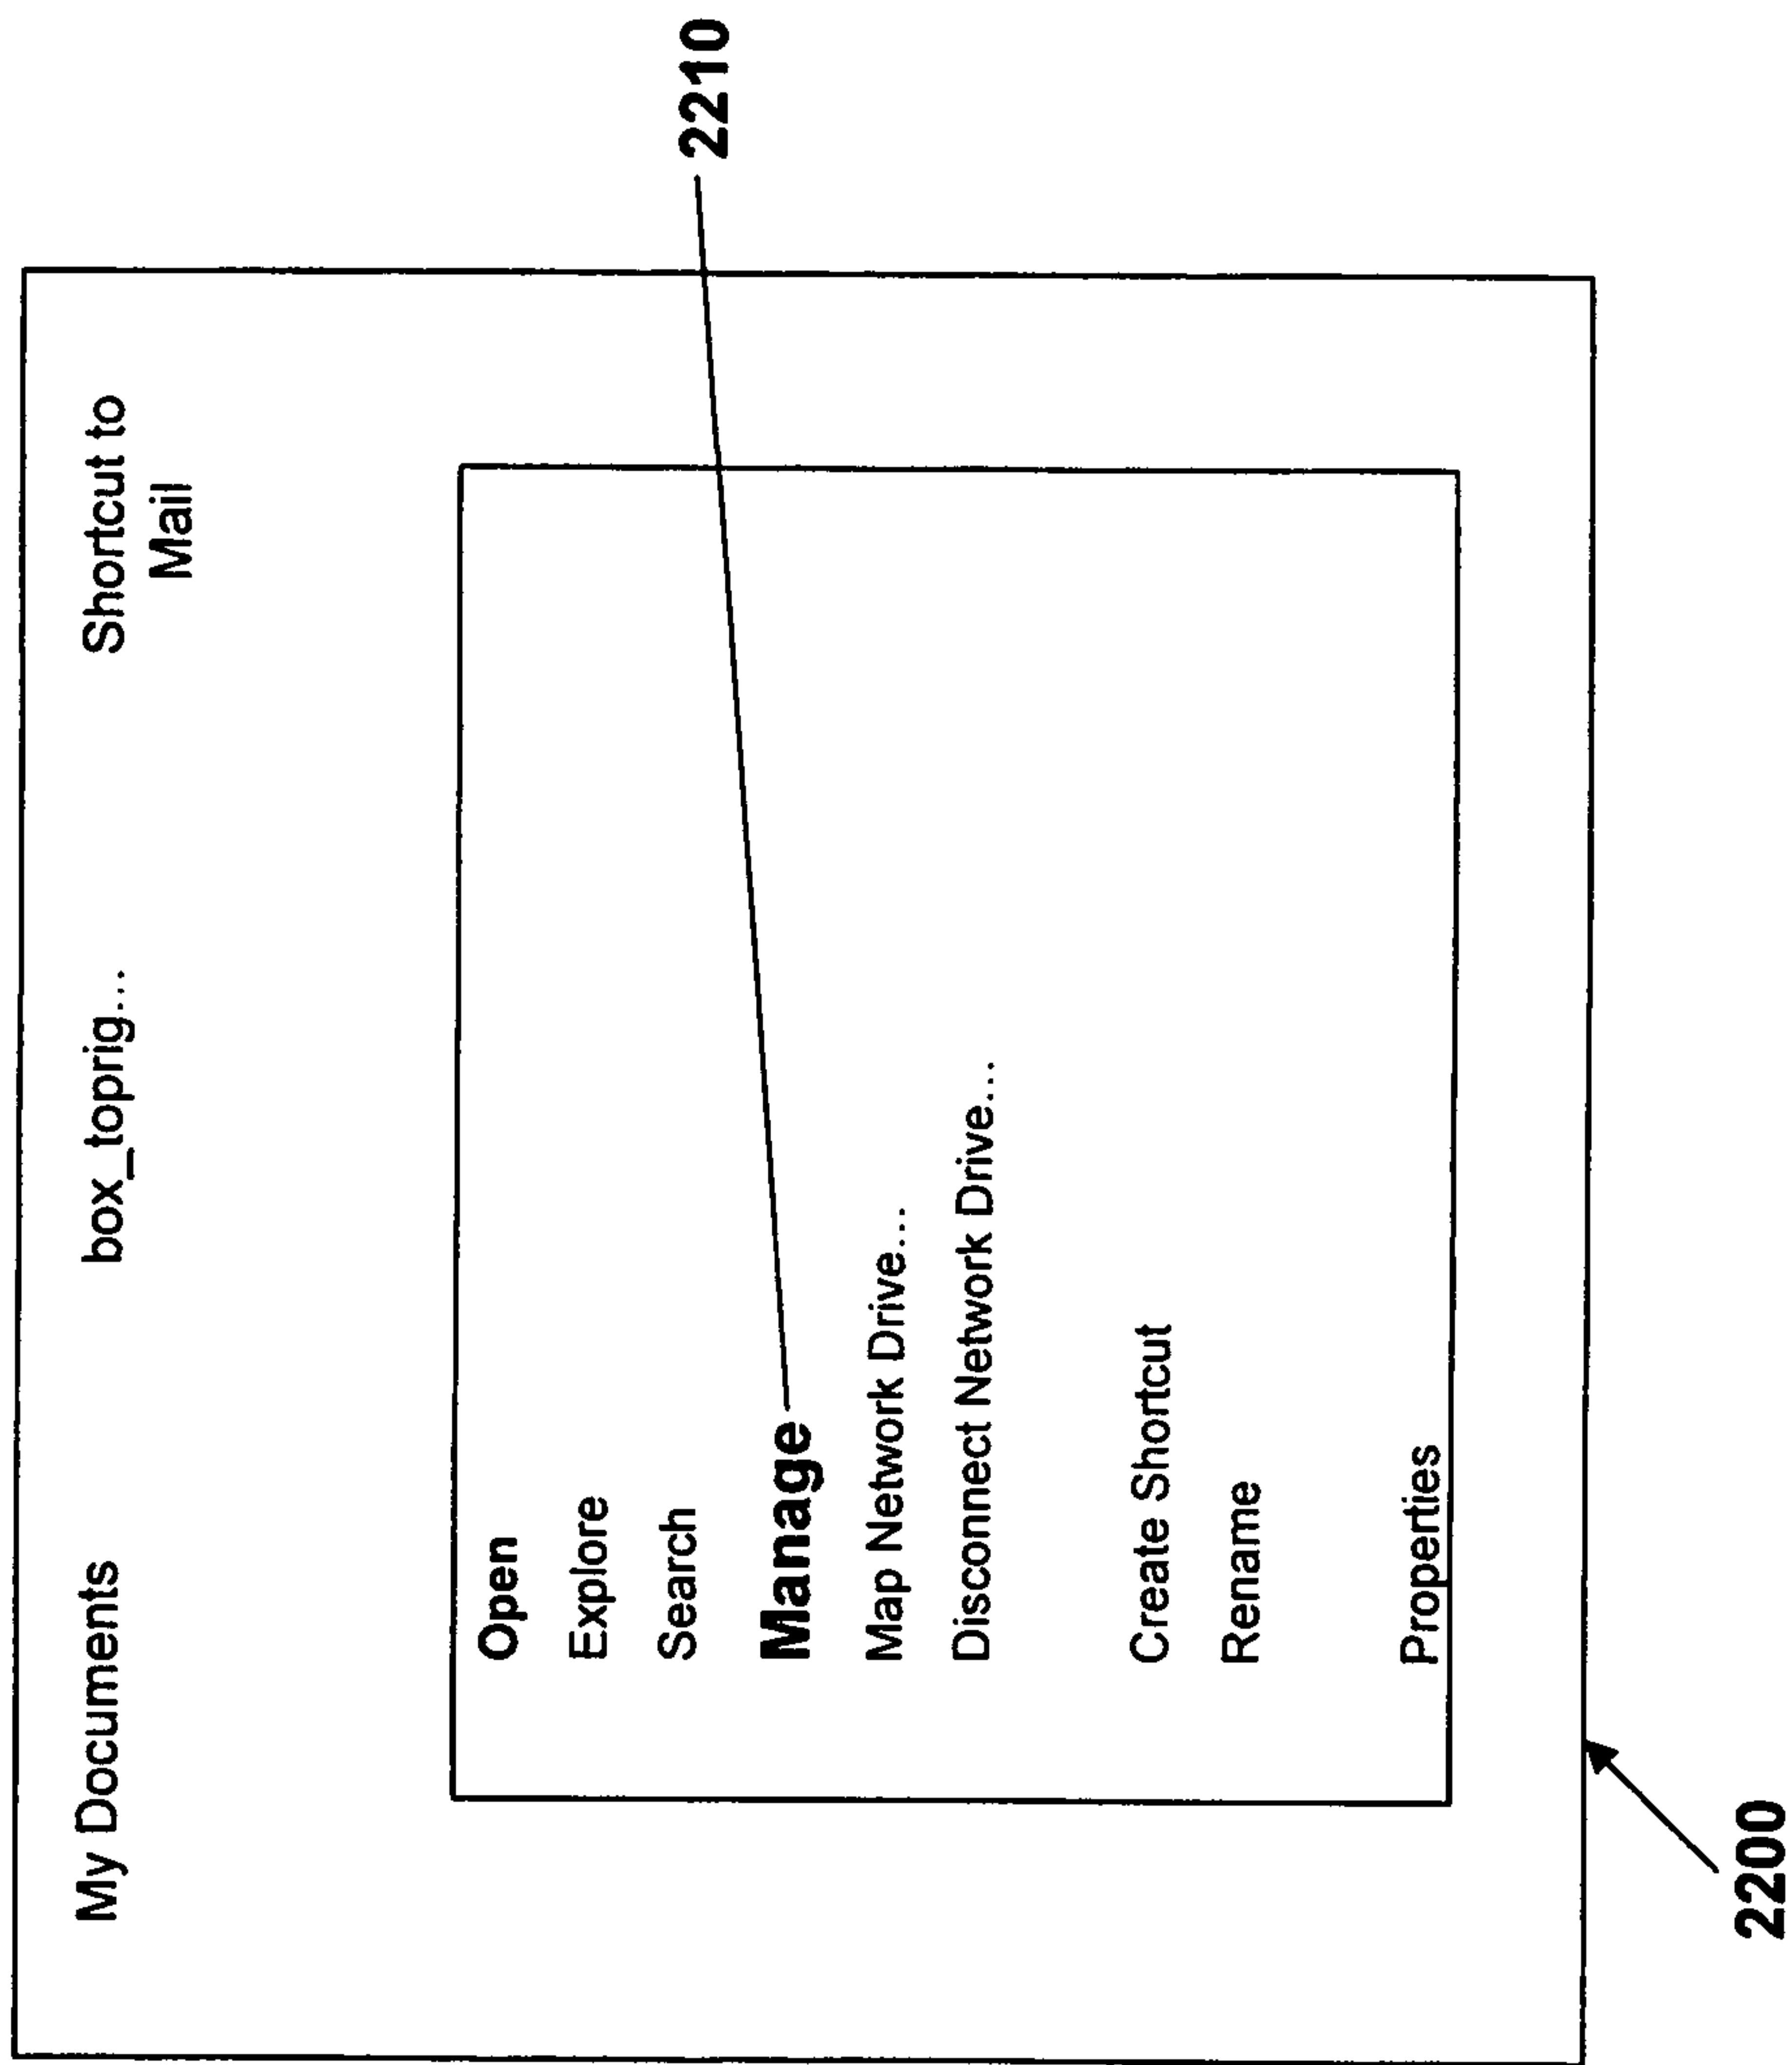 My Documents box_toprig... Shortcut to
Mail
Open
Explore
Search
Manage
2210
Map Network Drive...
Disconnect Network Drive...
Create Shortcut
Rename
Properties
2200